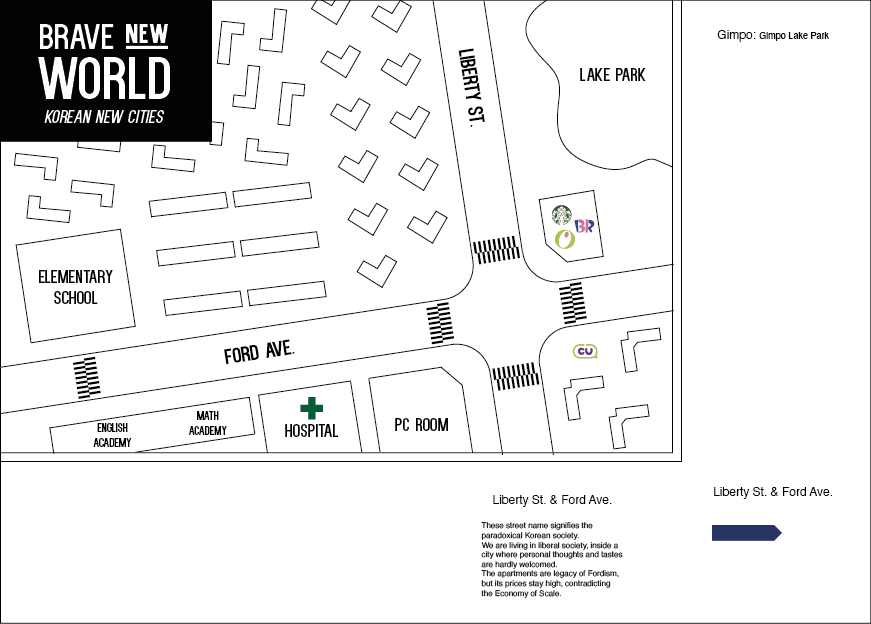 BRAVE NEW
WORLD
KOREAN NEW CITIES
LIBERTY ST.
LAKE PARK
Gimpo: Gimpo Lake Park
BR
ELEMENTARY
SCHOOL
FORD AVE.
CU
ENGLISH
ACADEMY
MATH
ACADEMY
HOSPITAL
PC ROOM
Liberty St. & Ford Ave.
These street name signifies the
paradoxical Korean society.
We are living in liberal society, inside a
city where personal thoughts and tastes
are hardly welcomed.
The apartments are legacy of Fordism,
but its prices stay high, contradicting
the Economy of Scale.
Liberty St. & Ford Ave.